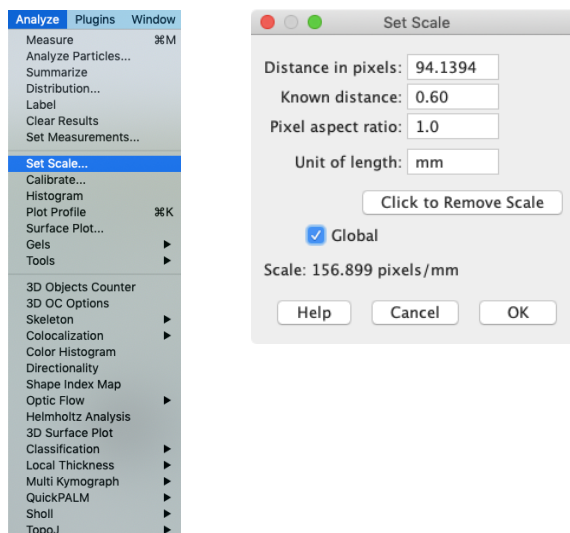 Analyze Plugins Window
Measure ⌘M
Analyze Particles...
Summarize
Distribution...
Label
Clear Results
Set Measurements...
Set Scale...
Calibrate...
Histogram
Plot Profile ⌘K
Surface Plot...
Gels
Tools
3D Objects Counter
3D OC Options
Skeleton
Colocalization
Color Histogram
Directionality
Shape Index Map
Optic Flow
Helmholtz Analysis
3D Surface Plot
Classification
Local Thickness
Multi Kymograph
QuickPALM
Sholl
TopoJ
Set Scale
Distance in pixels: 94.1394
Known distance: 0.60
Pixel aspect ratio: 1.0
Unit of length: mm
Click to Remove Scale
Global
Scale: 156.899 pixels/mm
Help Cancel OK